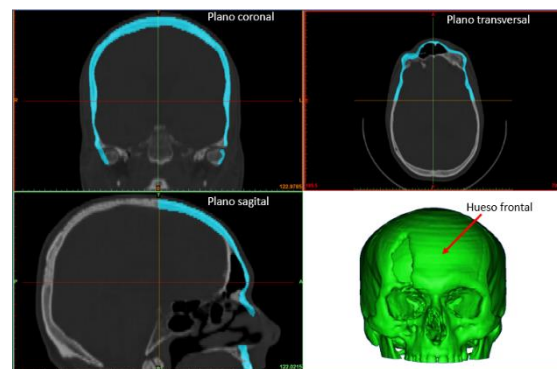 Plano coronal
Plano transversal
R
L
Plano sagital
Hueso frontal
P
A